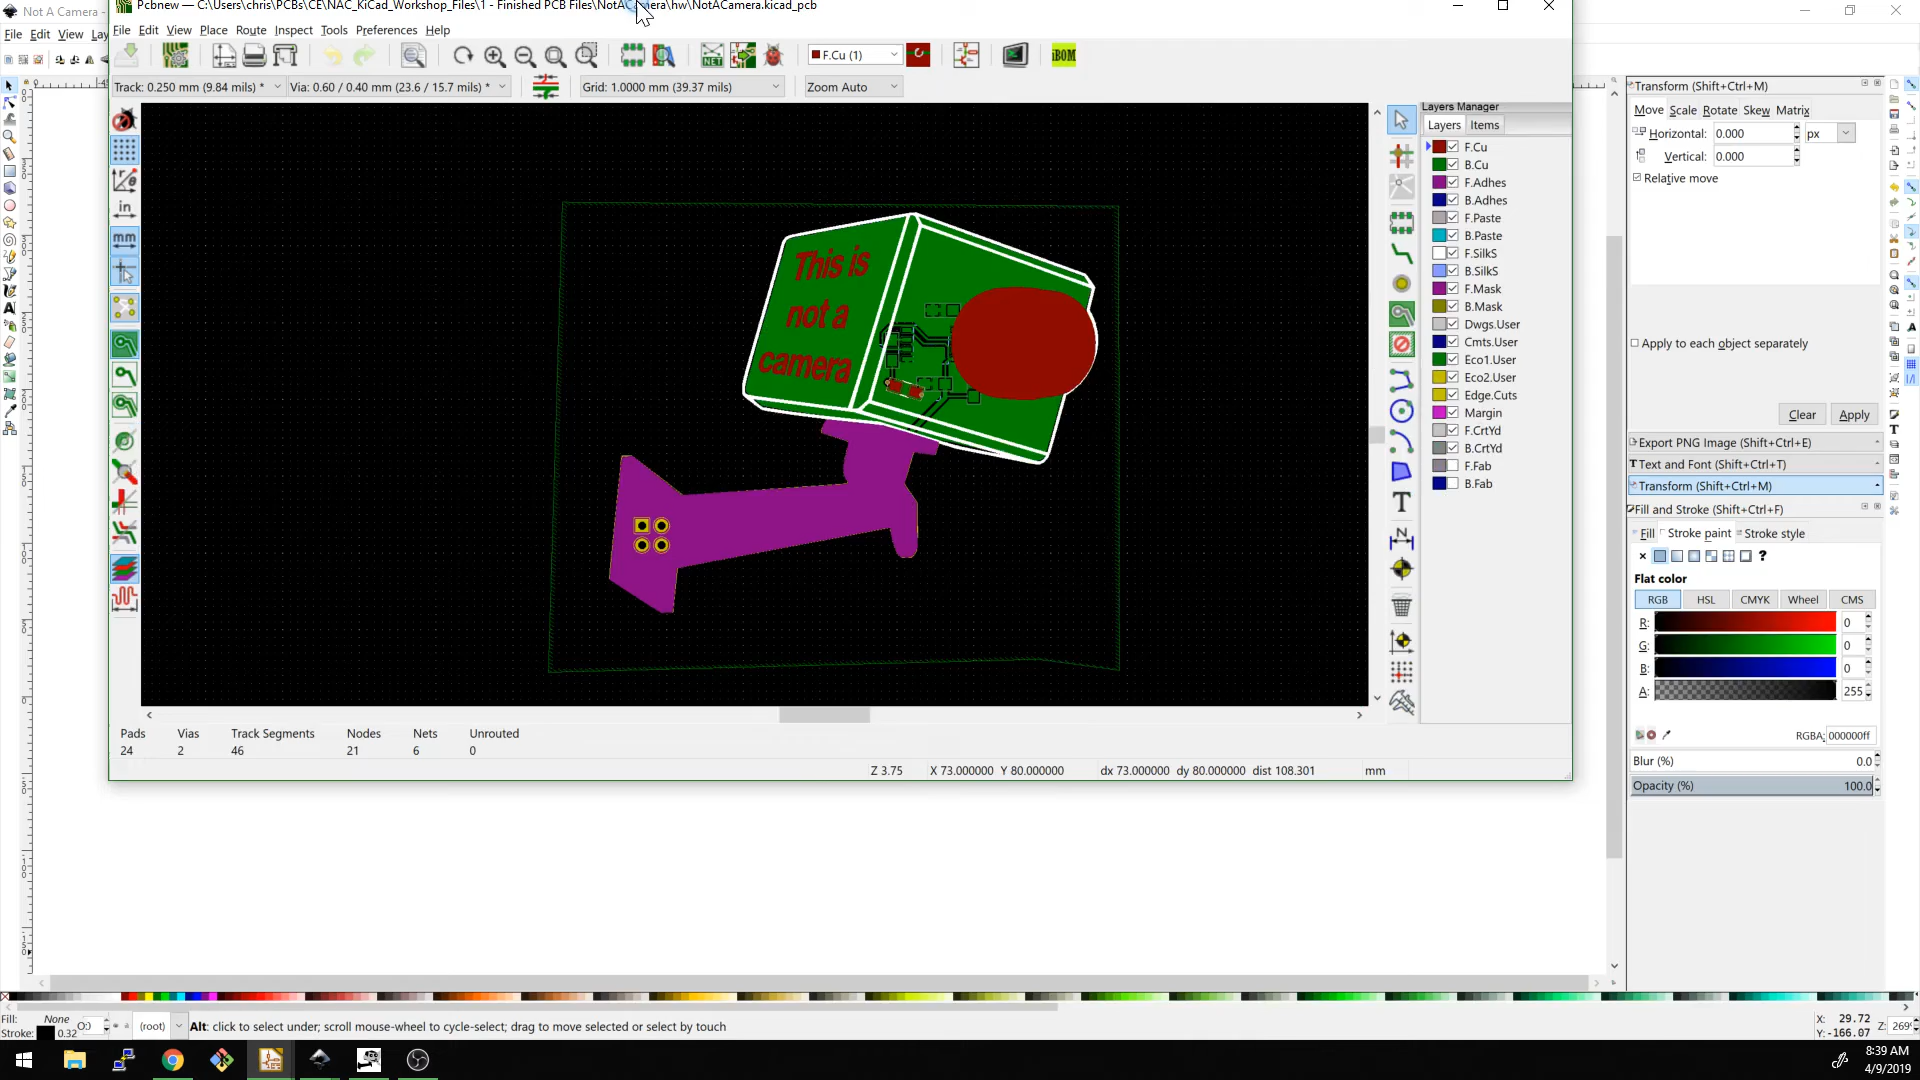 Not A Camera -
Pcbnew — C:\Users\chris\PCBs\CE\NAC_KiCad_Workshop_Files\1 - Finished PCB Files\NotACamera\hw\NotACamera.kicad_pcb
File Edit View Lay
File Edit View Place Route Inspect Tools Preferences Help
NET
F.Cu (1)
iBOM
Track: 0.250 mm (9.84 mils) *
Via: 0.60 / 0.40 mm (23.6 / 15.7 mils) *
Grid: 1.0000 mm (39.37 mils)
Zoom Auto
in
mm
This is
not a
camera
Layers Manager
Layers Items
F.Cu
B.Cu
F.Adhes
B.Adhes
F.Paste
B.Paste
F.SilkS
B.SilkS
F.Mask
B.Mask
Dwgs.User
Cmts.User
Eco1.User
Eco2.User
Edge.Cuts
Margin
F.CrtYd
B.CrtYd
F.Fab
B.Fab
Pads Vias Track Segments Nodes Nets Unrouted
24 2 46 21 6 0
Z 3.75 X 73.000000 Y 80.000000 dx 73.000000 dy 80.000000 dist 108.301 mm
Transform (Shift+Ctrl+M)
Move Scale Rotate Skew Matrix
Horizontal: 0.000 px
Vertical: 0.000
Relative move
Apply to each object separately
Clear Apply
Export PNG Image (Shift+Ctrl+E)
Text and Font (Shift+Ctrl+T)
Transform (Shift+Ctrl+M)
Fill and Stroke (Shift+Ctrl+F)
Fill Stroke paint Stroke style
Flat color
RGB HSL CMYK Wheel CMS
R: 0
G: 0
B: 0
A: 255
RGBA: 000000ff
Blur (%) 0.0
Opacity (%) 100.0
Fill: None
Stroke: 0.32
O: 
(root)
Alt: click to select under; scroll mouse-wheel to cycle-select; drag to move selected or select by touch
X: 29.72
Y: -166.07
Z: 269
8:39 AM
4/9/2019